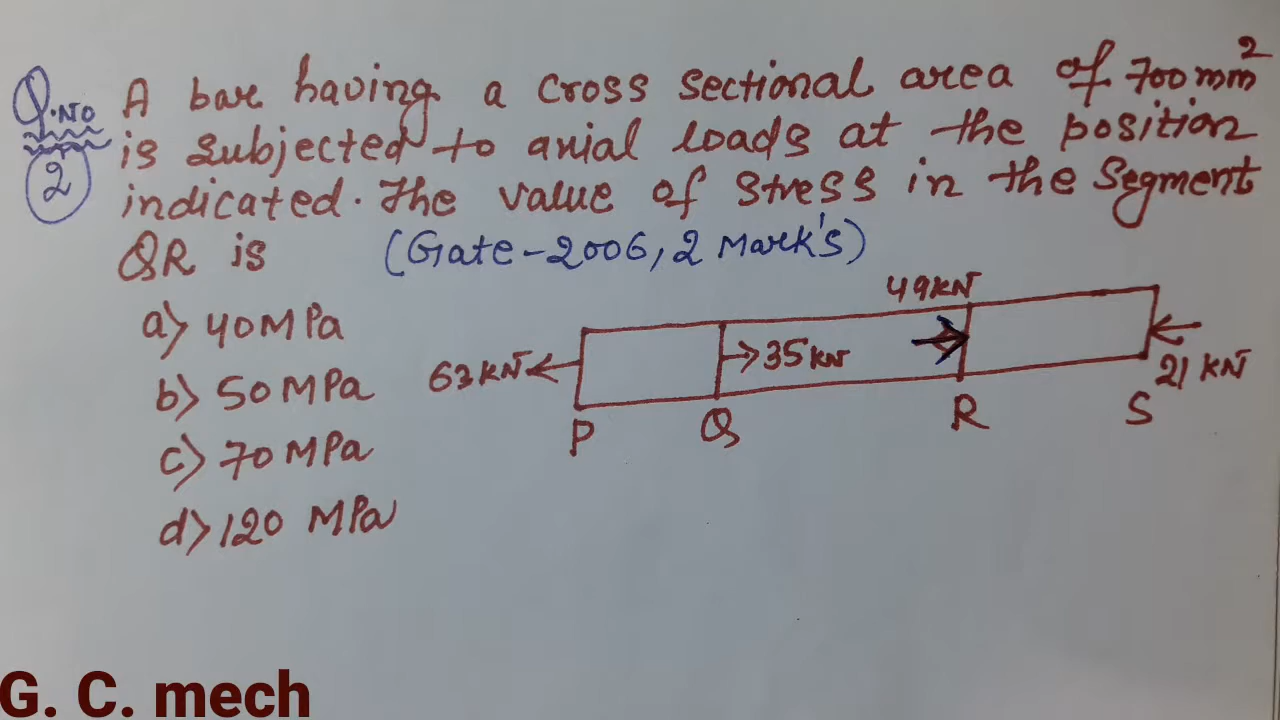 Q.No A bar having a cross sectional area of 700mm²
2 is subjected to axial loads at the position
indicated. The value of stress in the segment
QR is (Gate-2006, 2 Mark's)
a) 40MPa
b) 50MPa
c) 70MPa
d) 120 MPa
49KN
63KN 35KN
21 KN
P Q R S
G. C. mech